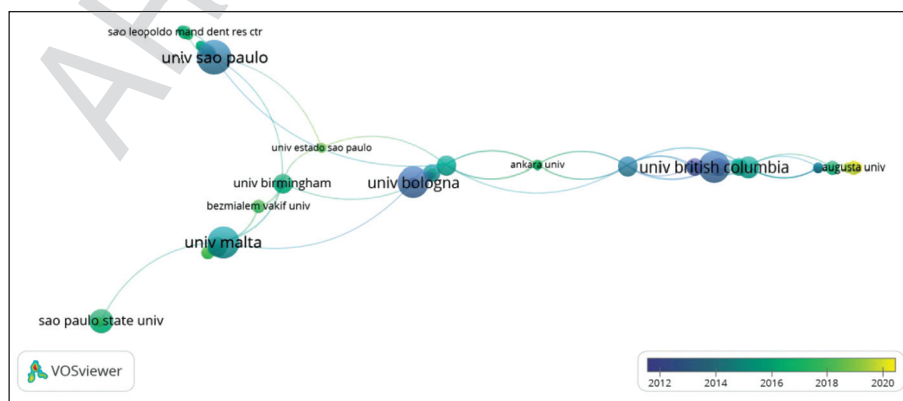 sao leopoldo mand dent res ctr
univ sao paulo
univ estado sao paulo
univ birmingham
bezmialem vakif univ
univ malta
sao paulo state univ
univ bologna
ankara univ
univ british columbia
augusta univ
VOSviewer
2012 2014 2016 2018 2020